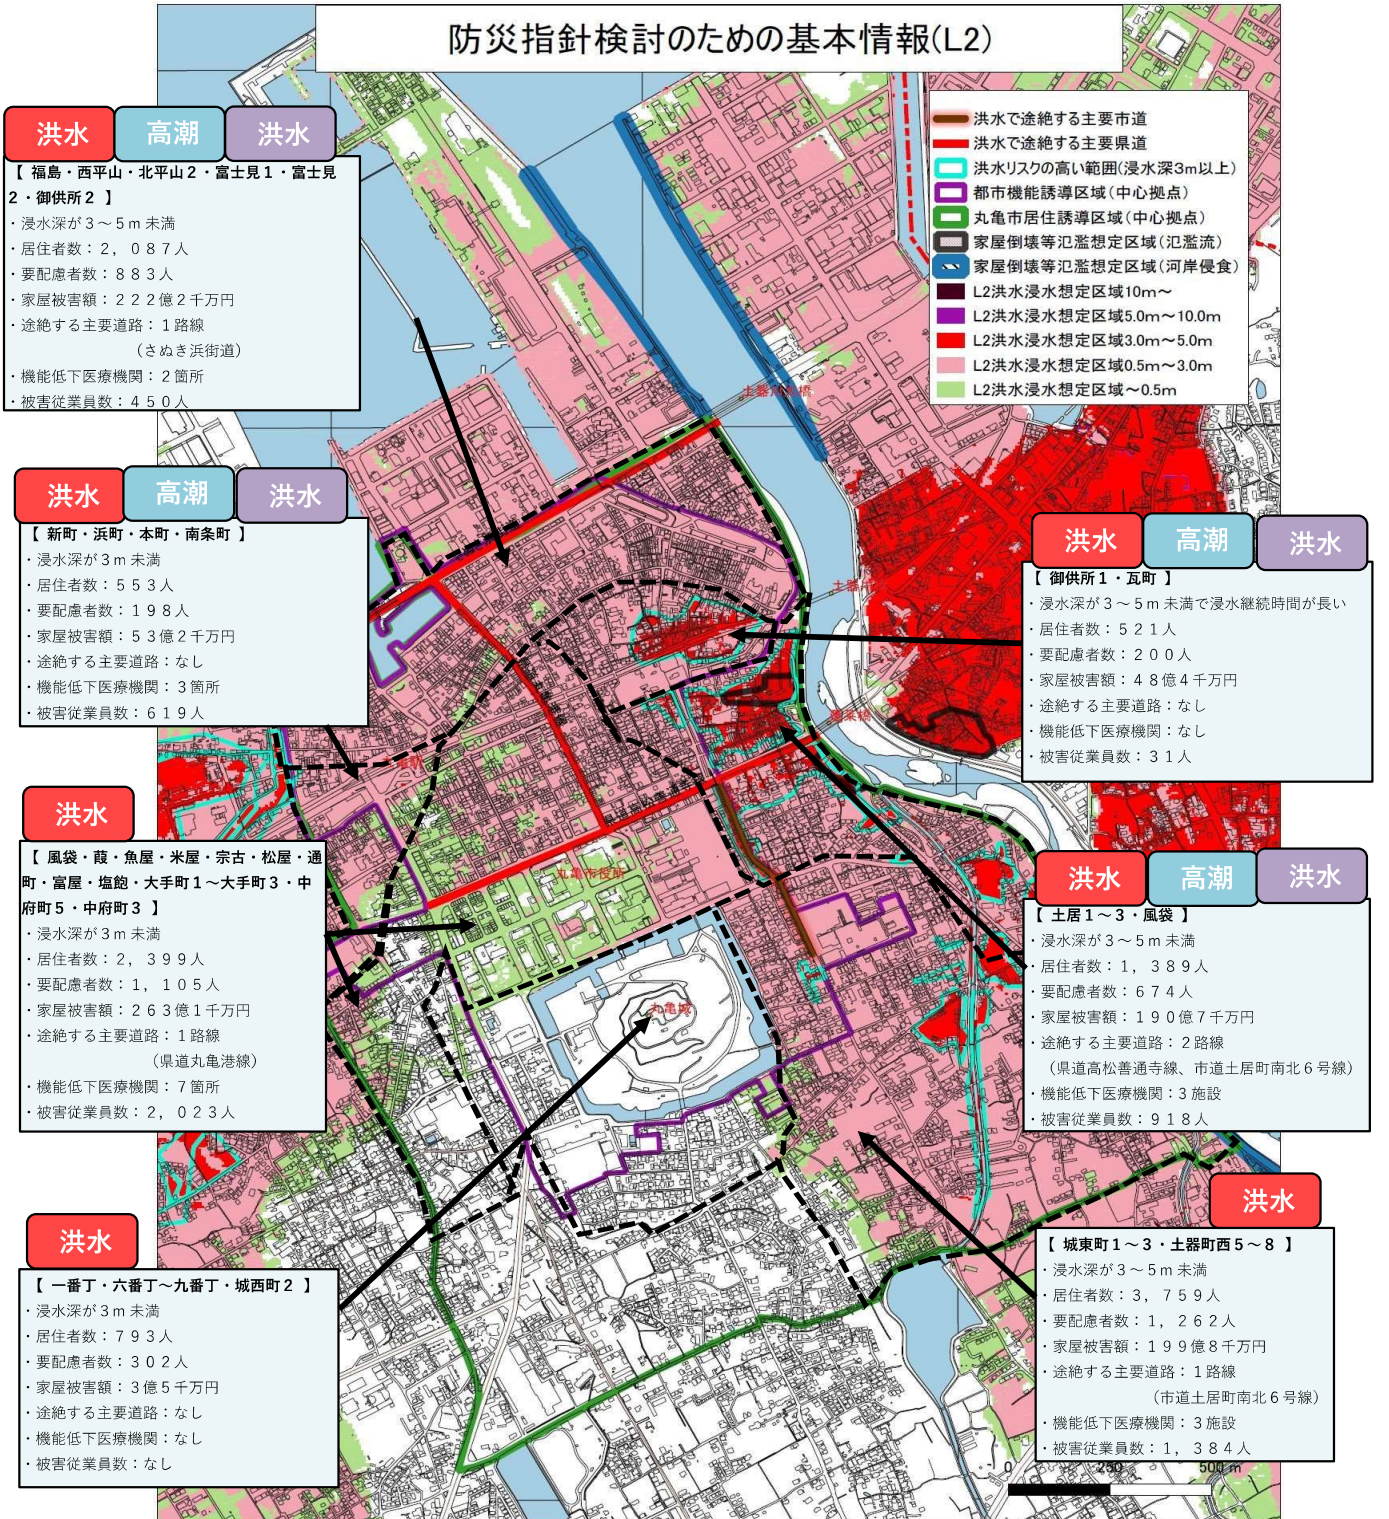 防災指針検討のための基本情報(L2)
洪水で途絶する主要市道
洪水で途絶する主要県道
洪水リスクの高い範囲(浸水深3m以上)
都市機能誘導区域(中心拠点)
丸亀市居住誘導区域(中心拠点)
家屋倒壊等氾濫想定区域(氾濫流)
家屋倒壊等氾濫想定区域(河岸侵食)
L2洪水浸水想定区域10m～
L2洪水浸水想定区域5.0m～10.0m
L2洪水浸水想定区域3.0m～5.0m
L2洪水浸水想定区域0.5m～3.0m
L2洪水浸水想定区域～0.5m
洪水 高潮 洪水
【 福島・西平山・北平山２・富士見１・富士見
２・御供所２ 】
・浸水深が３～５ｍ未満
・居住者数：２，０８７人
・要配慮者数：８８３人
・家屋被害額：２２２億２千万円
・途絶する主要道路：１路線
（さぬき浜街道）
・機能低下医療機関：２箇所
・被害従業員数：４５０人
洪水 高潮 洪水
【 新町・浜町・本町・南条町 】
・浸水深が３ｍ未満
・居住者数：５５３人
・要配慮者数：１９８人
・家屋被害額：５３億２千万円
・途絶する主要道路：なし
・機能低下医療機関：３箇所
・被害従業員数：６１９人
洪水
【 風袋・葭・魚屋・米屋・宗古・松屋・通
町・富屋・塩飽・大手町１～大手町３・中
府町５・中府町３ 】
・浸水深が３ｍ未満
・居住者数：２，３９９人
・要配慮者数：１，１０５人
・家屋被害額：２６３億１千万円
・途絶する主要道路：１路線
（県道丸亀港線）
・機能低下医療機関：７箇所
・被害従業員数：２，０２３人
洪水
【 一番丁・六番丁～九番丁・城西町２ 】
・浸水深が３ｍ未満
・居住者数：７９３人
・要配慮者数：３０２人
・家屋被害額：３億５千万円
・途絶する主要道路：なし
・機能低下医療機関：なし
・被害従業員数：なし
洪水 高潮 洪水
【 御供所１・瓦町 】
・浸水深が３～５ｍ未満で浸水継続時間が長い
・居住者数：５２１人
・要配慮者数：２００人
・家屋被害額：４８億４千万円
・途絶する主要道路：なし
・機能低下医療機関：なし
・被害従業員数：３１人
洪水 高潮 洪水
【 土居１～３・風袋 】
・浸水深が３～５ｍ未満
・居住者数：１，３８９人
・要配慮者数：６７４人
・家屋被害額：１９０億７千万円
・途絶する主要道路：２路線
（県道高松善通寺線、市道土居町南北６号線）
・機能低下医療機関：３施設
・被害従業員数：９１８人
洪水
【 城東町１～３・土器町西５～８ 】
・浸水深が３～５ｍ未満
・居住者数：３，７５９人
・要配慮者数：１，２６２人
・家屋被害額：１９９億８千万円
・途絶する主要道路：１路線
（市道土居町南北６号線）
・機能低下医療機関：３施設
・被害従業員数：１，３８４人
丸亀市役所
丸亀城
0 250 500 m